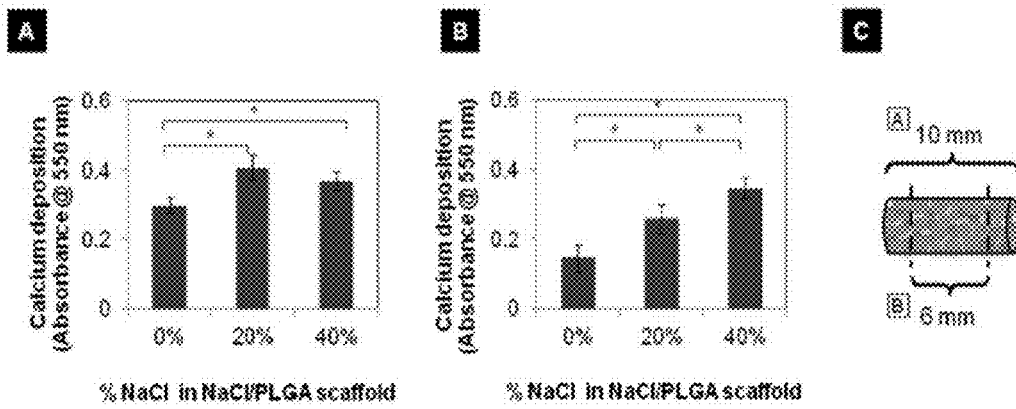 A
Calcium deposition
(Absorbance @ 550 nm)
0.6
0.4
0.2
0
* *
0% 20% 40%
% NaCl in NaCl/PLGA scaffold
B
Calcium deposition
(Absorbance @ 550 nm)
0.6
0.4
0.2
0
*
* *
0% 20% 40%
% NaCl in NaCl/PLGA scaffold
C
A 10 mm
B 6 mm